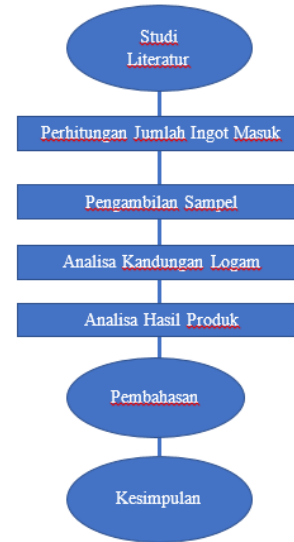 Studi
Literatur
Perhitungan Jumlah Ingot Masuk
Pengambilan Sampel
Analisa Kandungan Logam
Analisa Hasil Produk
Pembahasan
Kesimpulan